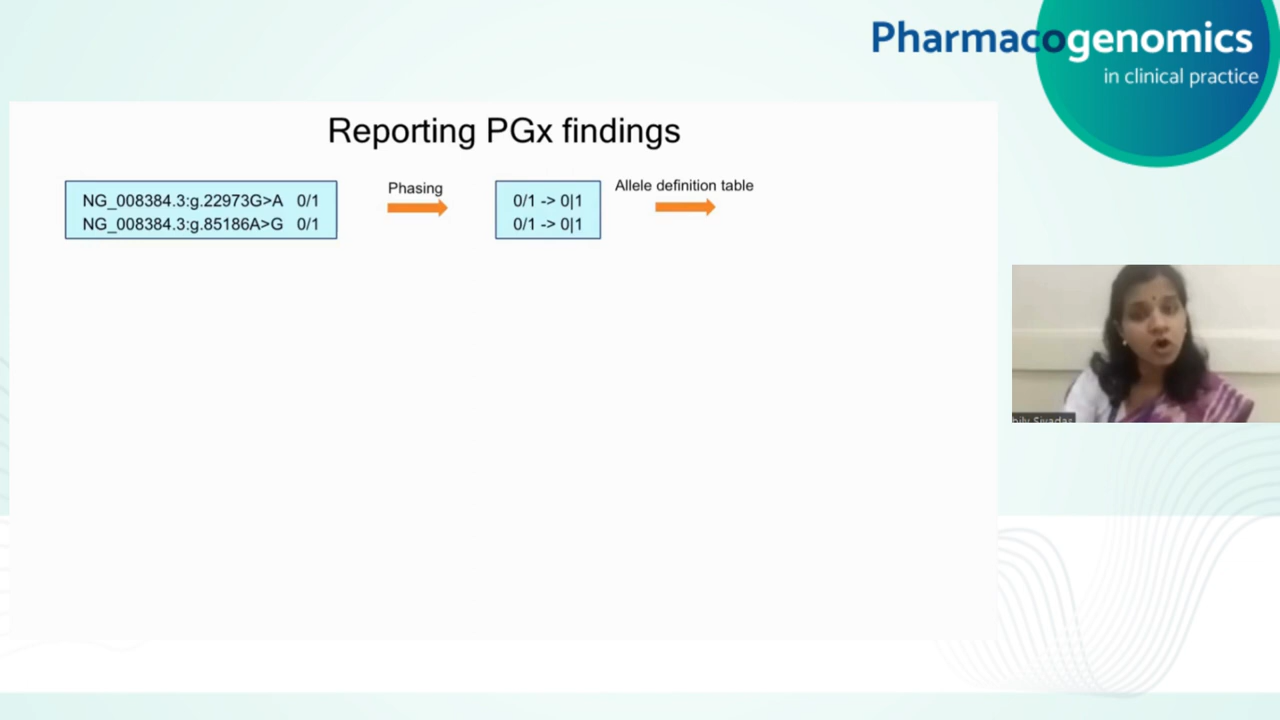 Pharmacogenomics
in clinical practice
Reporting PGx findings
NG_008384.3:g.22973G>A 0/1
NG_008384.3:g.85186A>G 0/1
Phasing
0/1 -> 0|1
0/1 -> 0|1
Allele definition table